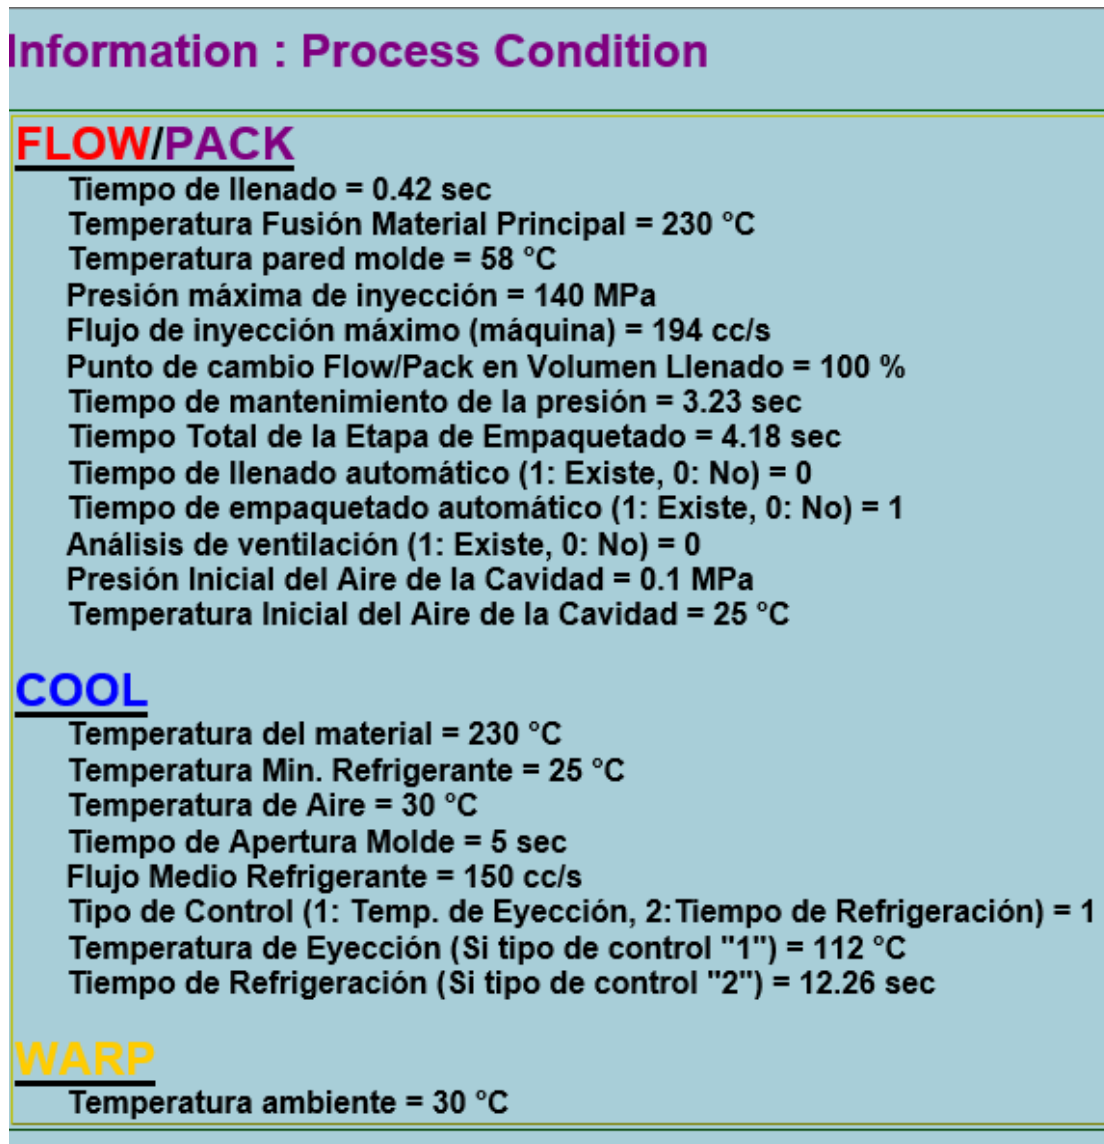 Information : Process Condition
FLOW/PACK
Tiempo de llenado = 0.42 sec
Temperatura Fusión Material Principal = 230 °C
Temperatura pared molde = 58 °C
Presión máxima de inyección = 140 MPa
Flujo de inyección máximo (máquina) = 194 cc/s
Punto de cambio Flow/Pack en Volumen Llenado = 100 %
Tiempo de mantenimiento de la presión = 3.23 sec
Tiempo Total de la Etapa de Empaquetado = 4.18 sec
Tiempo de llenado automático (1: Existe, 0: No) = 0
Tiempo de empaquetado automático (1: Existe, 0: No) = 1
Análisis de ventilación (1: Existe, 0: No) = 0
Presión Inicial del Aire de la Cavidad = 0.1 MPa
Temperatura Inicial del Aire de la Cavidad = 25 °C
COOL
Temperatura del material = 230 °C
Temperatura Min. Refrigerante = 25 °C
Temperatura de Aire = 30 °C
Tiempo de Apertura Molde = 5 sec
Flujo Medio Refrigerante = 150 cc/s
Tipo de Control (1: Temp. de Eyección, 2:Tiempo de Refrigeración) = 1
Temperatura de Eyección (Si tipo de control "1") = 112 °C
Tiempo de Refrigeración (Si tipo de control "2") = 12.26 sec
WARP
Temperatura ambiente = 30 °C